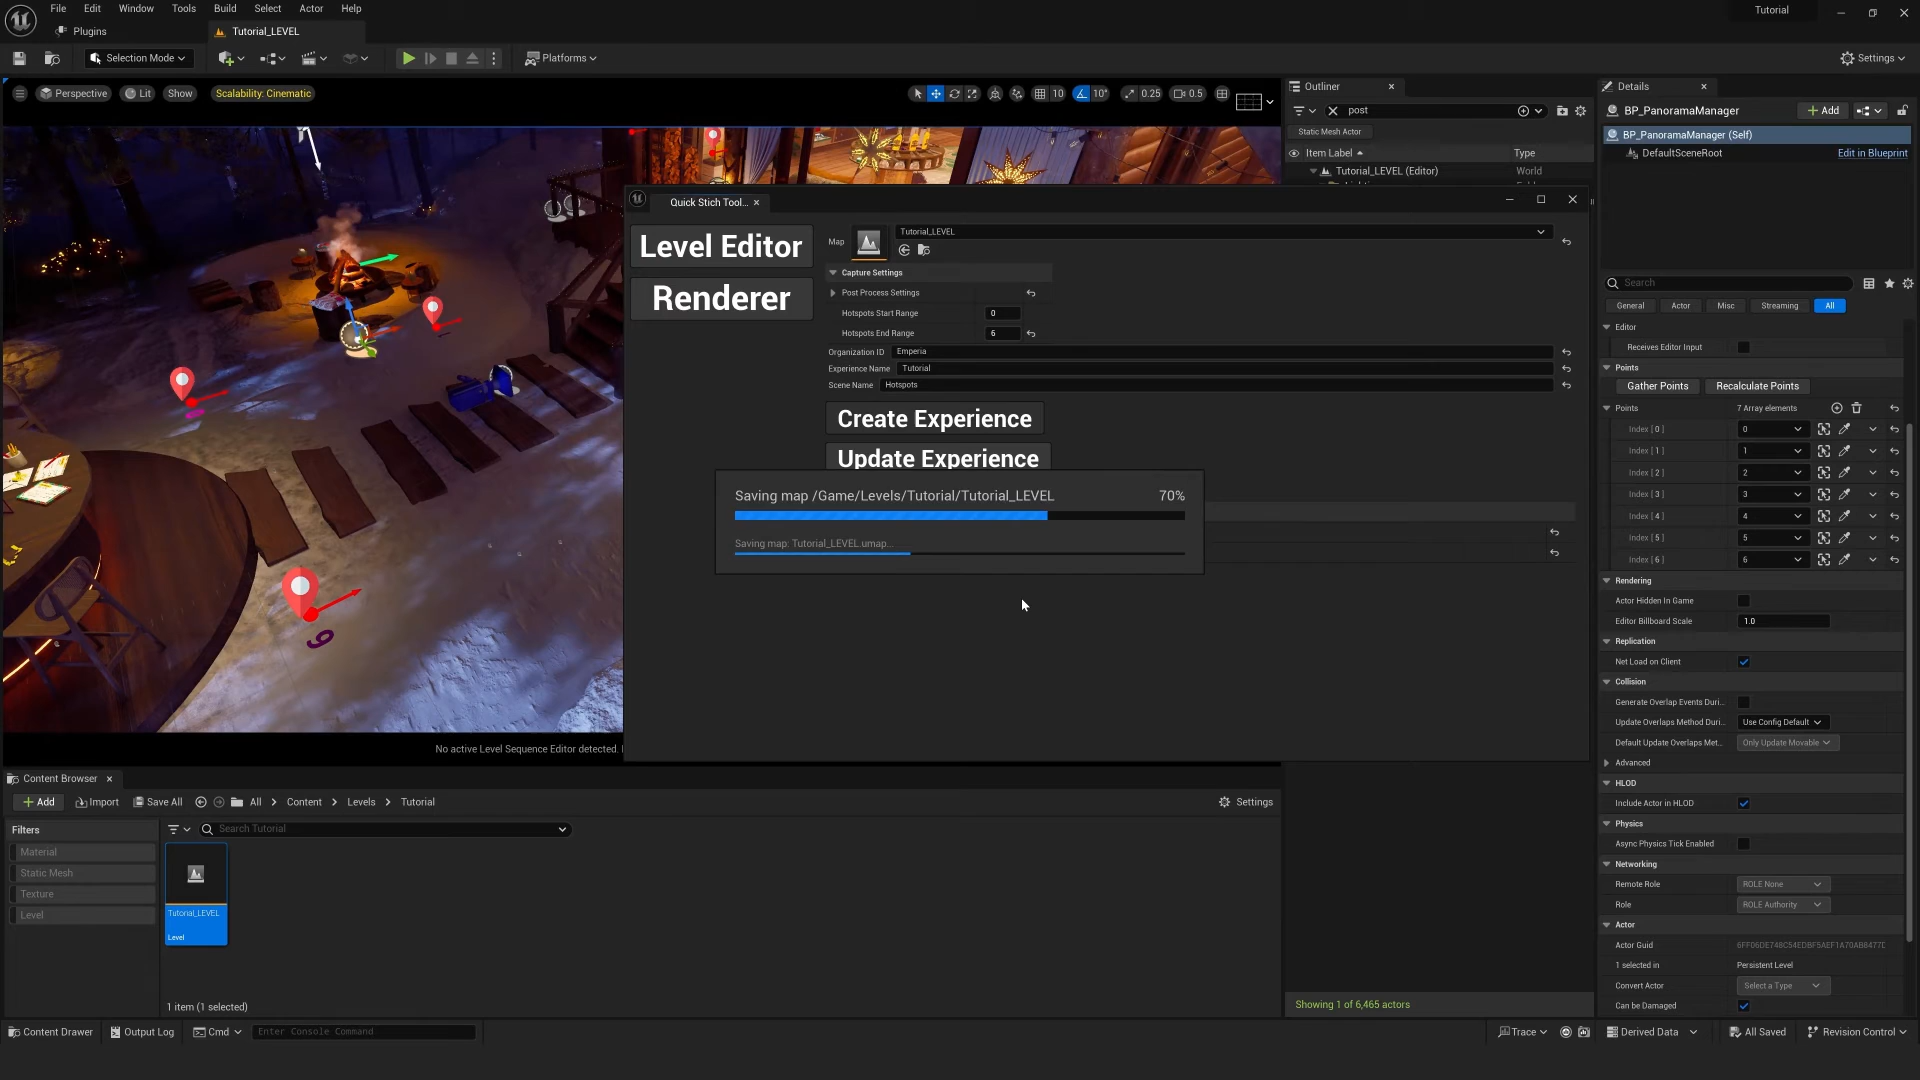 File Edit Window Tools Build Select Actor Help
Tutorial
Plugins
Tutorial_LEVEL
Selection Mode
Platforms
Settings
Perspective
Lit
Show
Scalability: Cinematic
10
10°
0.25
0.5
Outliner
post
Static Mesh Actor
Item Label
Type
Tutorial_LEVEL (Editor)
World
Details
BP_PanoramaManager
Add
BP_PanoramaManager (Self)
DefaultSceneRoot
Edit in Blueprint
Search
General
Actor
Misc
Streaming
All
Editor
Receives Editor Input
Points
Gather Points
Recalculate Points
Points
7 Array elements
Index [ 0 ]
0
Index [ 1 ]
1
Index [ 2 ]
2
Index [ 3 ]
3
Index [ 4 ]
4
Index [ 5 ]
5
Index [ 6 ]
6
Rendering
Actor Hidden In Game
Editor Billboard Scale
1.0
Replication
Net Load on Client
Collision
Generate Overlap Events Duri...
Update Overlaps Method Duri...
Use Config Default
Default Update Overlaps Met...
Only Update Movable
Advanced
HLOD
Include Actor in HLOD
Physics
Async Physics Tick Enabled
Networking
Remote Role
ROLE None
Role
ROLE Authority
Actor
Actor Guid
1 selected in
Persistent Level
Convert Actor
Select a Type
Can be Damaged
Quick Stich Tool...
Level Editor
Renderer
Map
Tutorial_LEVEL
Capture Settings
Post Process Settings
Hotspots Start Range
0
Hotspots End Range
6
Organization ID
Emperia
Experience Name
Tutorial
Scene Name
Hotspots
Create Experience
Update Experience
Saving map /Game/Levels/Tutorial/Tutorial_LEVEL
70%
Saving map: Tutorial_LEVEL.umap...
No active Level Sequence Editor detected.
Content Browser
Add
Import
Save All
All
Content
Levels
Tutorial
Settings
Filters
Material
Static Mesh
Texture
Level
Search Tutorial
Tutorial_LEVEL
Level
1 item (1 selected)
Showing 1 of 6,465 actors
Content Drawer
Output Log
Cmd
Enter Console Command
Trace
Derived Data
All Saved
Revision Control